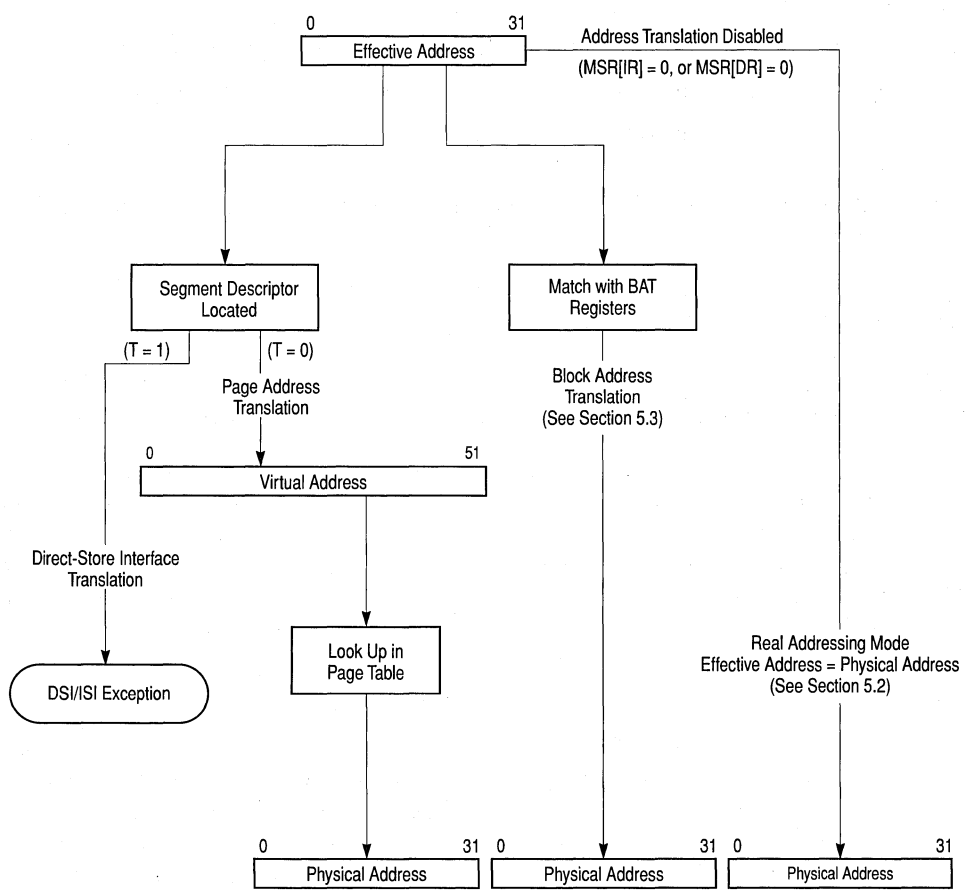 0 31
Effective Address
Address Translation Disabled
(MSR[IR] = 0, or MSR[DR] = 0)
Segment Descriptor
Located
Match with BAT
Registers
(T = 1) (T = 0)
Page Address
Translation
Block Address
Translation
(See Section 5.3)
0 51
Virtual Address
Direct-Store Interface
Translation
Look Up in
Page Table
DSI/ISI Exception
Real Addressing Mode
Effective Address = Physical Address
(See Section 5.2)
0 31
Physical Address
0 31
Physical Address
0 31
Physical Address